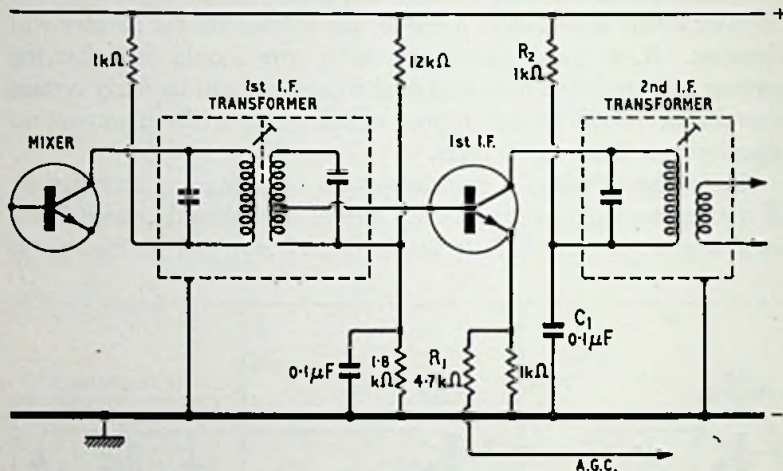 +
1kΩ
12kΩ
R2
1kΩ
1st I.F.
TRANSFORMER
2nd I.F.
TRANSFORMER
MIXER
1st I.F.
0·1μF
1·8
kΩ
R1
4·7kΩ
1kΩ
C1
0·1μF
−
A.G.C.